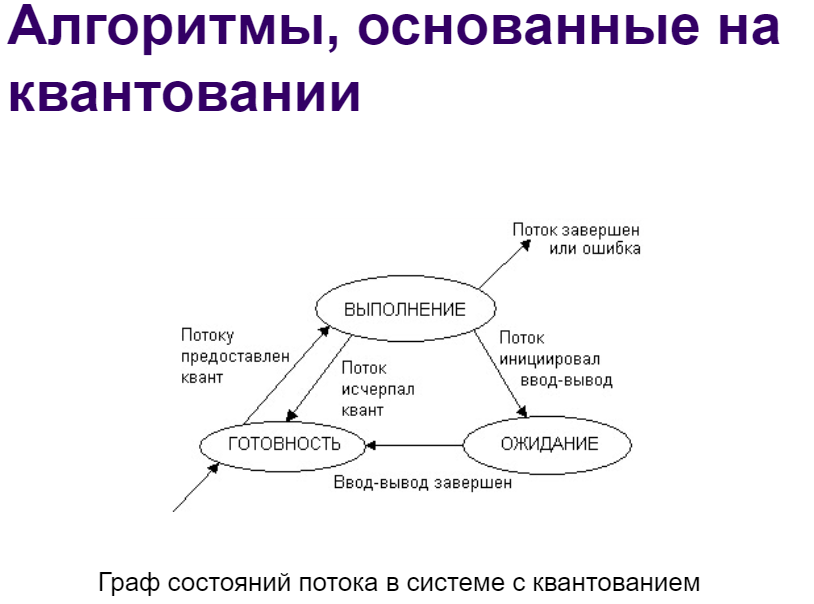 Алгоритмы, основанные на
квантовании
Поток завершен
или ошибка
ВЫПОЛНЕНИЕ
Потоку
предоставлен
квант
Поток
исчерпал
квант
Поток
инициировал
ввод-вывод
ГОТОВНОСТЬ
ОЖИДАНИЕ
Ввод-вывод завершен
Граф состояний потока в системе с квантованием